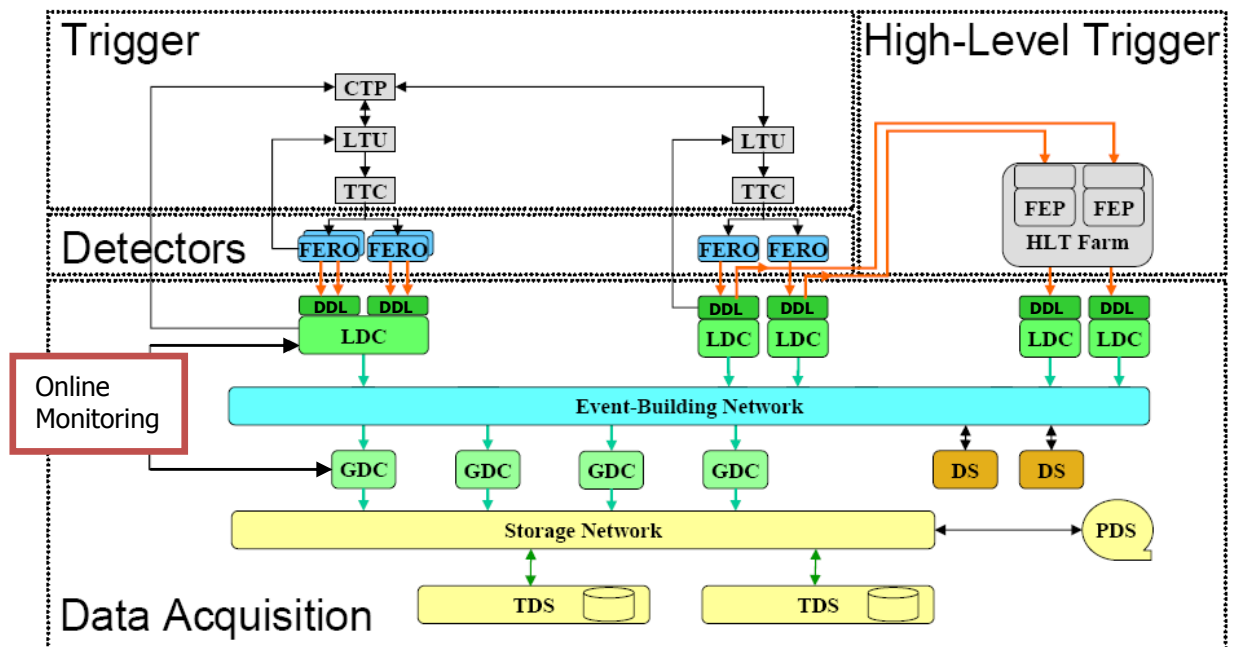 Trigger
High-Level Trigger
CTP
LTU
LTU
TTC
TTC
FEP
FEP
HLT Farm
Detectors
FERO
FERO
FERO
FERO
DDL
DDL
DDL
DDL
DDL
DDL
LDC
LDC
LDC
LDC
LDC
Online
Monitoring
Event-Building Network
GDC
GDC
GDC
GDC
DS
DS
Storage Network
PDS
TDS
TDS
Data Acquisition